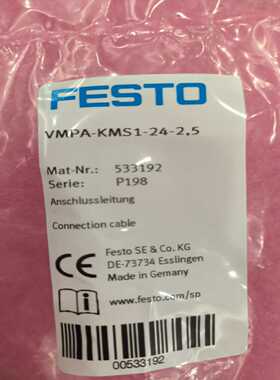 FESTO
VMPA-KMS1-24-2,5
Mat-Nr.: 533192
Serie: P198
Anschlussleitung
Connection cable
CE
Festo SE & Co. KG
DE-73734 Esslingen
Made in Germany
i
www.festo.com/sp
00533192